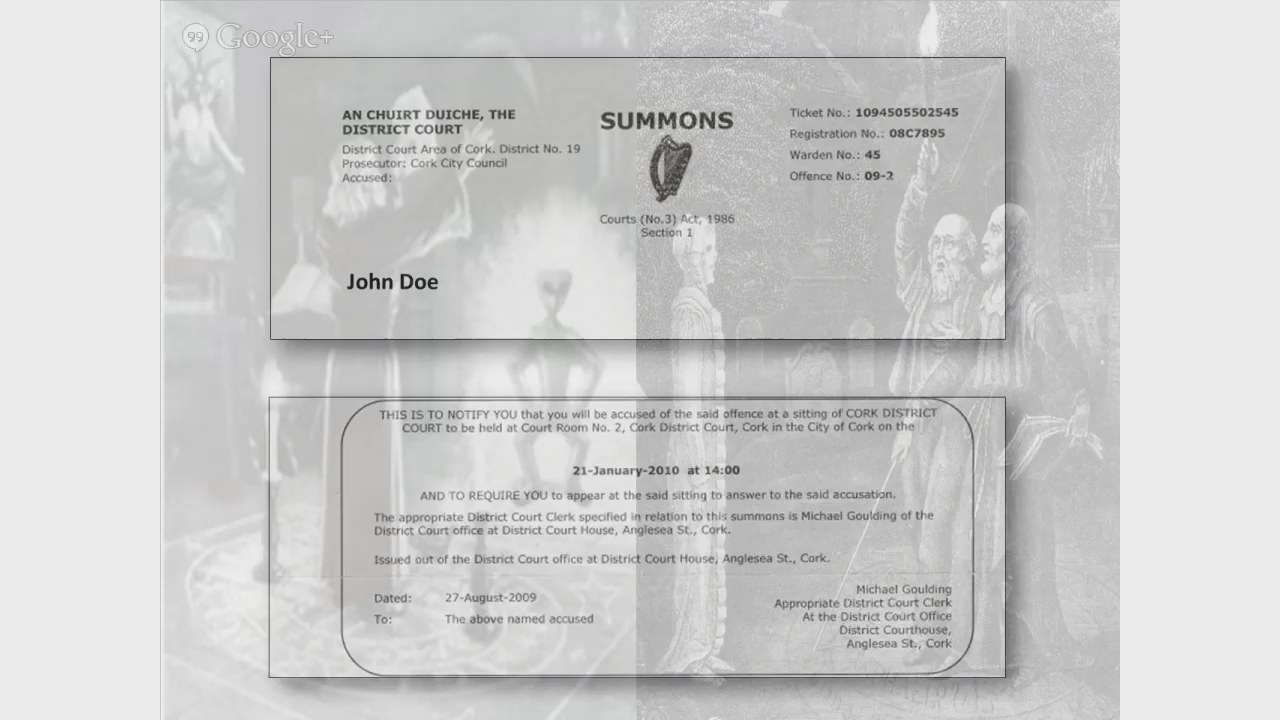 Google+
AN CHUIRT DUICHE, THE
DISTRICT COURT
District Court Area of Cork. District No. 19
Prosecutor: Cork City Council
Accused:
John Doe
SUMMONS
Courts (No.3) Act, 1986
Section 1
Ticket No.: 1094505502545
Registration No.: 08C7895
Warden No.: 45
Offence No.: 09-2
THIS IS TO NOTIFY YOU that you will be accused of the said offence at a sitting of CORK DISTRICT
COURT to be held at Court Room No. 2, Cork District Court, Cork in the City of Cork on the
21-January-2010 at 14:00
AND TO REQUIRE YOU to appear at the said sitting to answer to the said accusation.
The appropriate District Court Clerk specified in relation to this summons is Michael Goulding of the
District Court office at District Court House, Anglesea St., Cork.
Issued out of the District Court office at District Court House, Anglesea St., Cork.
Dated: 27-August-2009
To: The above named accused
Michael Goulding
Appropriate District Court Clerk
At the District Court Office
District Courthouse,
Anglesea St., Cork